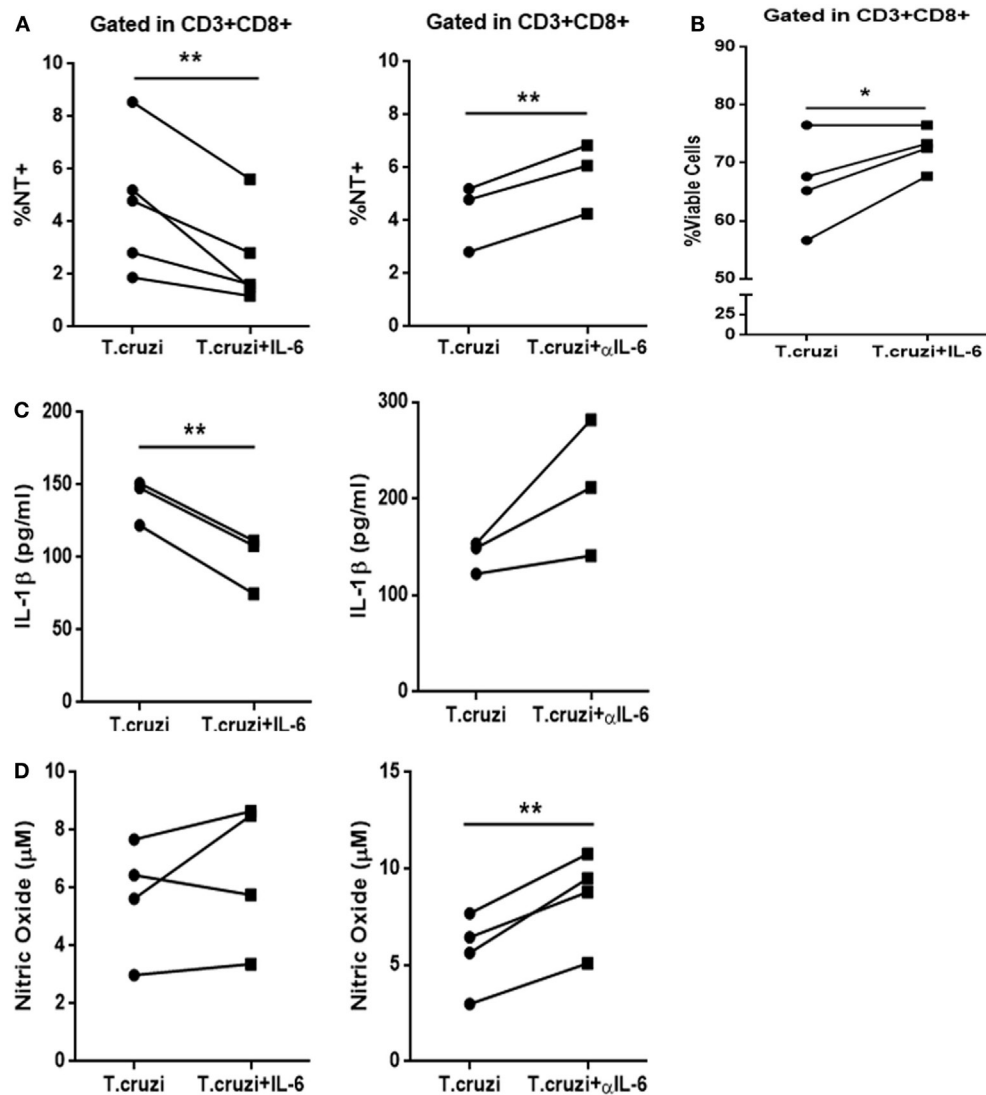 A
Gated in CD3+CD8+
**
%NT+
10
8
6
4
2
0
T.cruzi
T.cruzi+IL-6
Gated in CD3+CD8+
**
%NT+
10
8
6
4
2
0
T.cruzi
T.cruzi+αIL-6
B
Gated in CD3+CD8+
*
%Viable Cells
90
80
70
60
50
25
0
T.cruzi
T.cruzi+IL-6
C
**
IL-1β (pg/ml)
200
150
100
50
0
T.cruzi
T.cruzi+IL-6
IL-1β (pg/ml)
300
200
100
0
T.cruzi
T.cruzi+αIL-6
D
Nitric Oxide (μM)
10
8
6
4
2
0
T.cruzi
T.cruzi+IL-6
**
Nitric Oxide (μM)
15
10
5
0
T.cruzi
T.cruzi+αIL-6